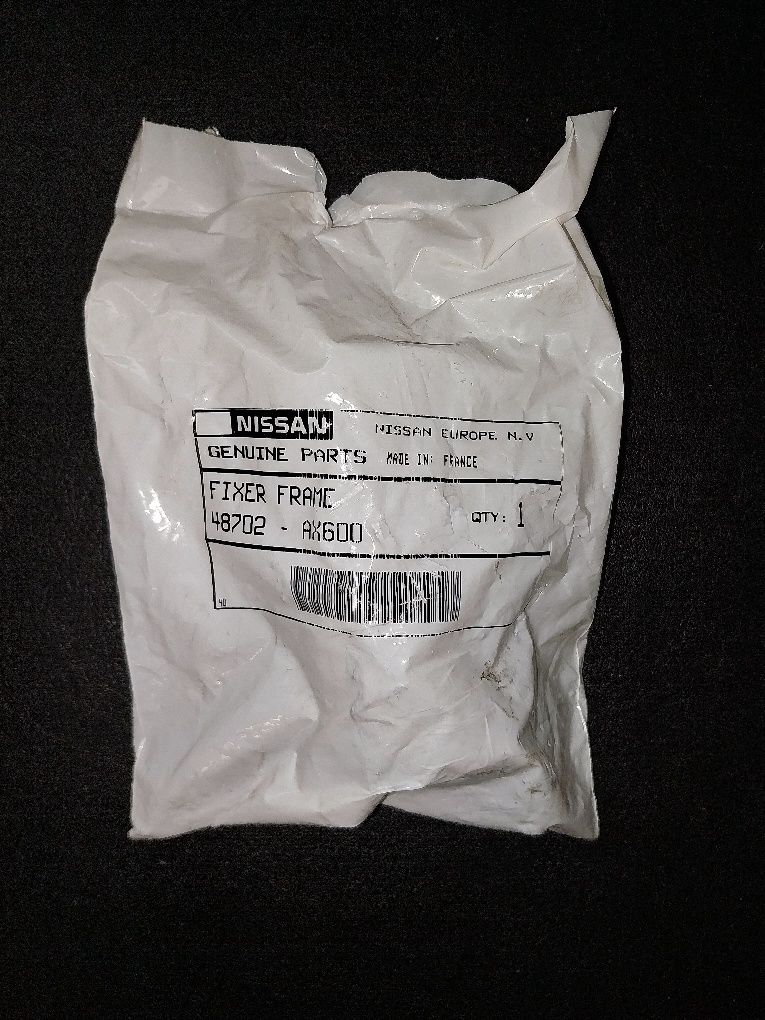 NISSAN NISSAN EUROPE N.V
GENUINE PARTS MADE IN: FRANCE
FIXER FRAME
48702 - AX600 QTY: 1